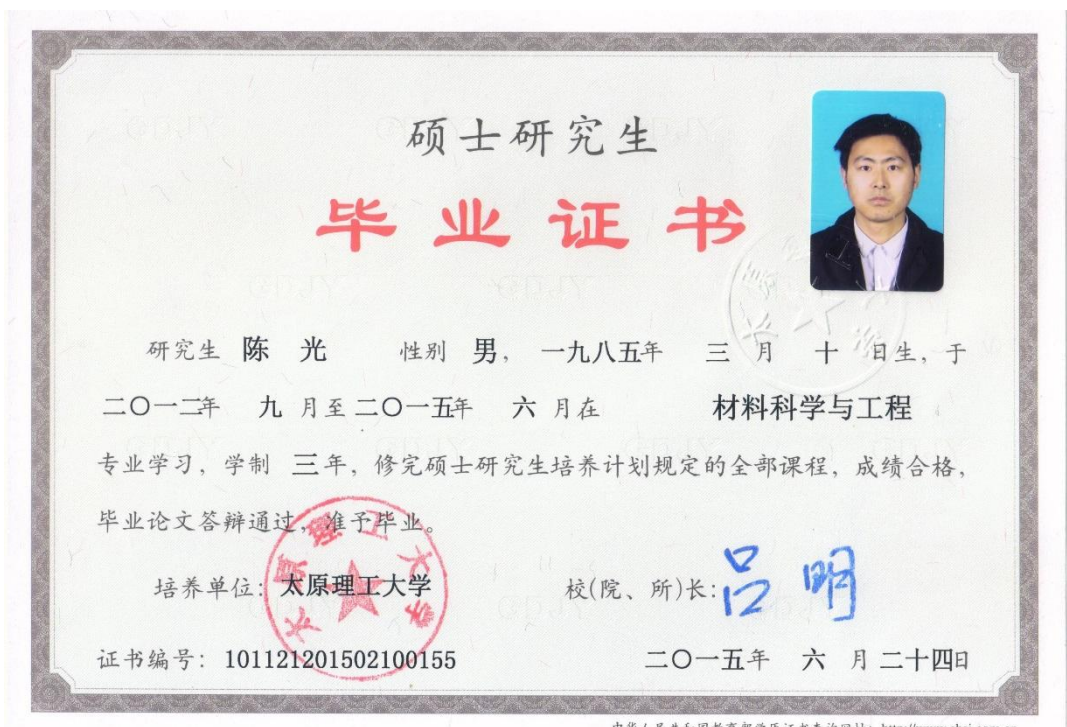 硕士研究生
毕业证书
研究生 陈 光 性别 男， 一九八五年 三 月 十 日生，于
二〇一二年 九 月至 二〇一五年 六 月在 材料科学与工程
专业学习，学制 三年，修完硕士研究生培养计划规定的全部课程，成绩合格，
毕业论文答辩通过，准予毕业。
培养单位：太原理工大学
校(院、所)长：吕明
证书编号：101121201502100155
二〇一五年 六 月 二十四日
太原理工大学